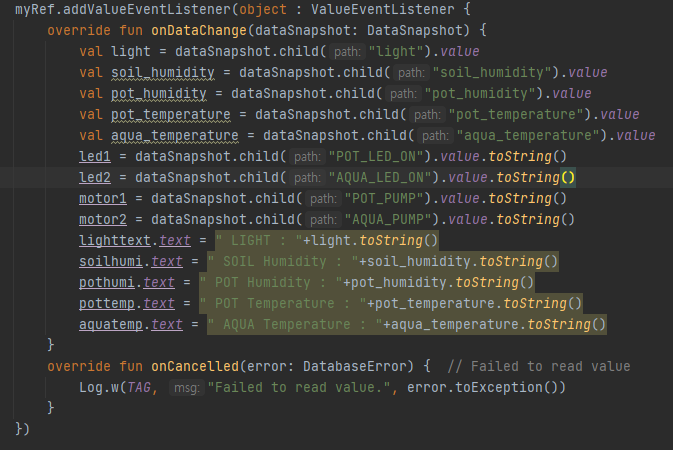 myRef.addValueEventListener(object : ValueEventListener {
    override fun onDataChange(dataSnapshot: DataSnapshot) {
        val light = dataSnapshot.child( path: "light").value
        val soil_humidity = dataSnapshot.child( path: "soil_humidity").value
        val pot_humidity = dataSnapshot.child( path: "pot_humidity").value
        val pot_temperature = dataSnapshot.child( path: "pot_temperature").value
        val aqua_temperature = dataSnapshot.child( path: "aqua_temperature").value
        led1 = dataSnapshot.child( path: "POT_LED_ON").value.toString()
        led2 = dataSnapshot.child( path: "AQUA_LED_ON").value.toString()
        motor1 = dataSnapshot.child( path: "POT_PUMP").value.toString()
        motor2 = dataSnapshot.child( path: "AQUA_PUMP").value.toString()
        lighttext.text = " LIGHT : "+light.toString()
        soilhumi.text = " SOIL Humidity : "+soil_humidity.toString()
        pothumi.text = " POT Humidity : "+pot_humidity.toString()
        pottemp.text = " POT Temperature : "+pot_temperature.toString()
        aquatemp.text = " AQUA Temperature : "+aqua_temperature.toString()
    }
    override fun onCancelled(error: DatabaseError) {  // Failed to read value
        Log.w(TAG, msg: "Failed to read value.", error.toException())
    }
})